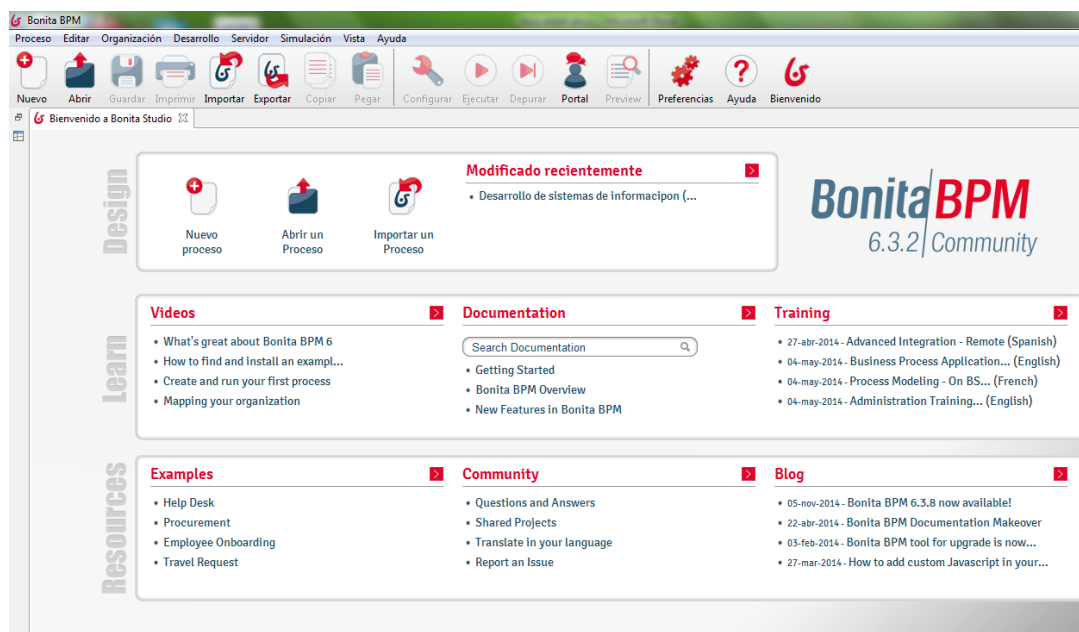 Bonita BPM
Proceso Editar Organización Desarrollo Servidor Simulación Vista Ayuda
Nuevo Abrir Guardar Imprimir Importar Exportar Copiar Pegar Configurar Ejecutar Depurar Portal Preview Preferencias Ayuda Bienvenido
Bienvenido a Bonita Studio
Design
Nuevo proceso
Abrir un Proceso
Importar un Proceso
Modificado recientemente
• Desarrollo de sistemas de informacipon (...
Bonita BPM
6.3.2 Community
Learn
Videos
• What's great about Bonita BPM 6
• How to find and install an exampl...
• Create and run your first process
• Mapping your organization
Documentation
Search Documentation
• Getting Started
• Bonita BPM Overview
• New Features in Bonita BPM
Training
• 27-abr-2014 - Advanced Integration - Remote (Spanish)
• 04-may-2014 - Business Process Application... (English)
• 04-may-2014 - Process Modeling - On BS... (French)
• 04-may-2014 - Administration Training... (English)
Resources
Examples
• Help Desk
• Procurement
• Employee Onboarding
• Travel Request
Community
• Questions and Answers
• Shared Projects
• Translate in your language
• Report an Issue
Blog
• 05-nov-2014 - Bonita BPM 6.3.8 now available!
• 22-abr-2014 - Bonita BPM Documentation Makeover
• 03-feb-2014 - Bonita BPM tool for upgrade is now...
• 27-mar-2014 - How to add custom Javascript in your...